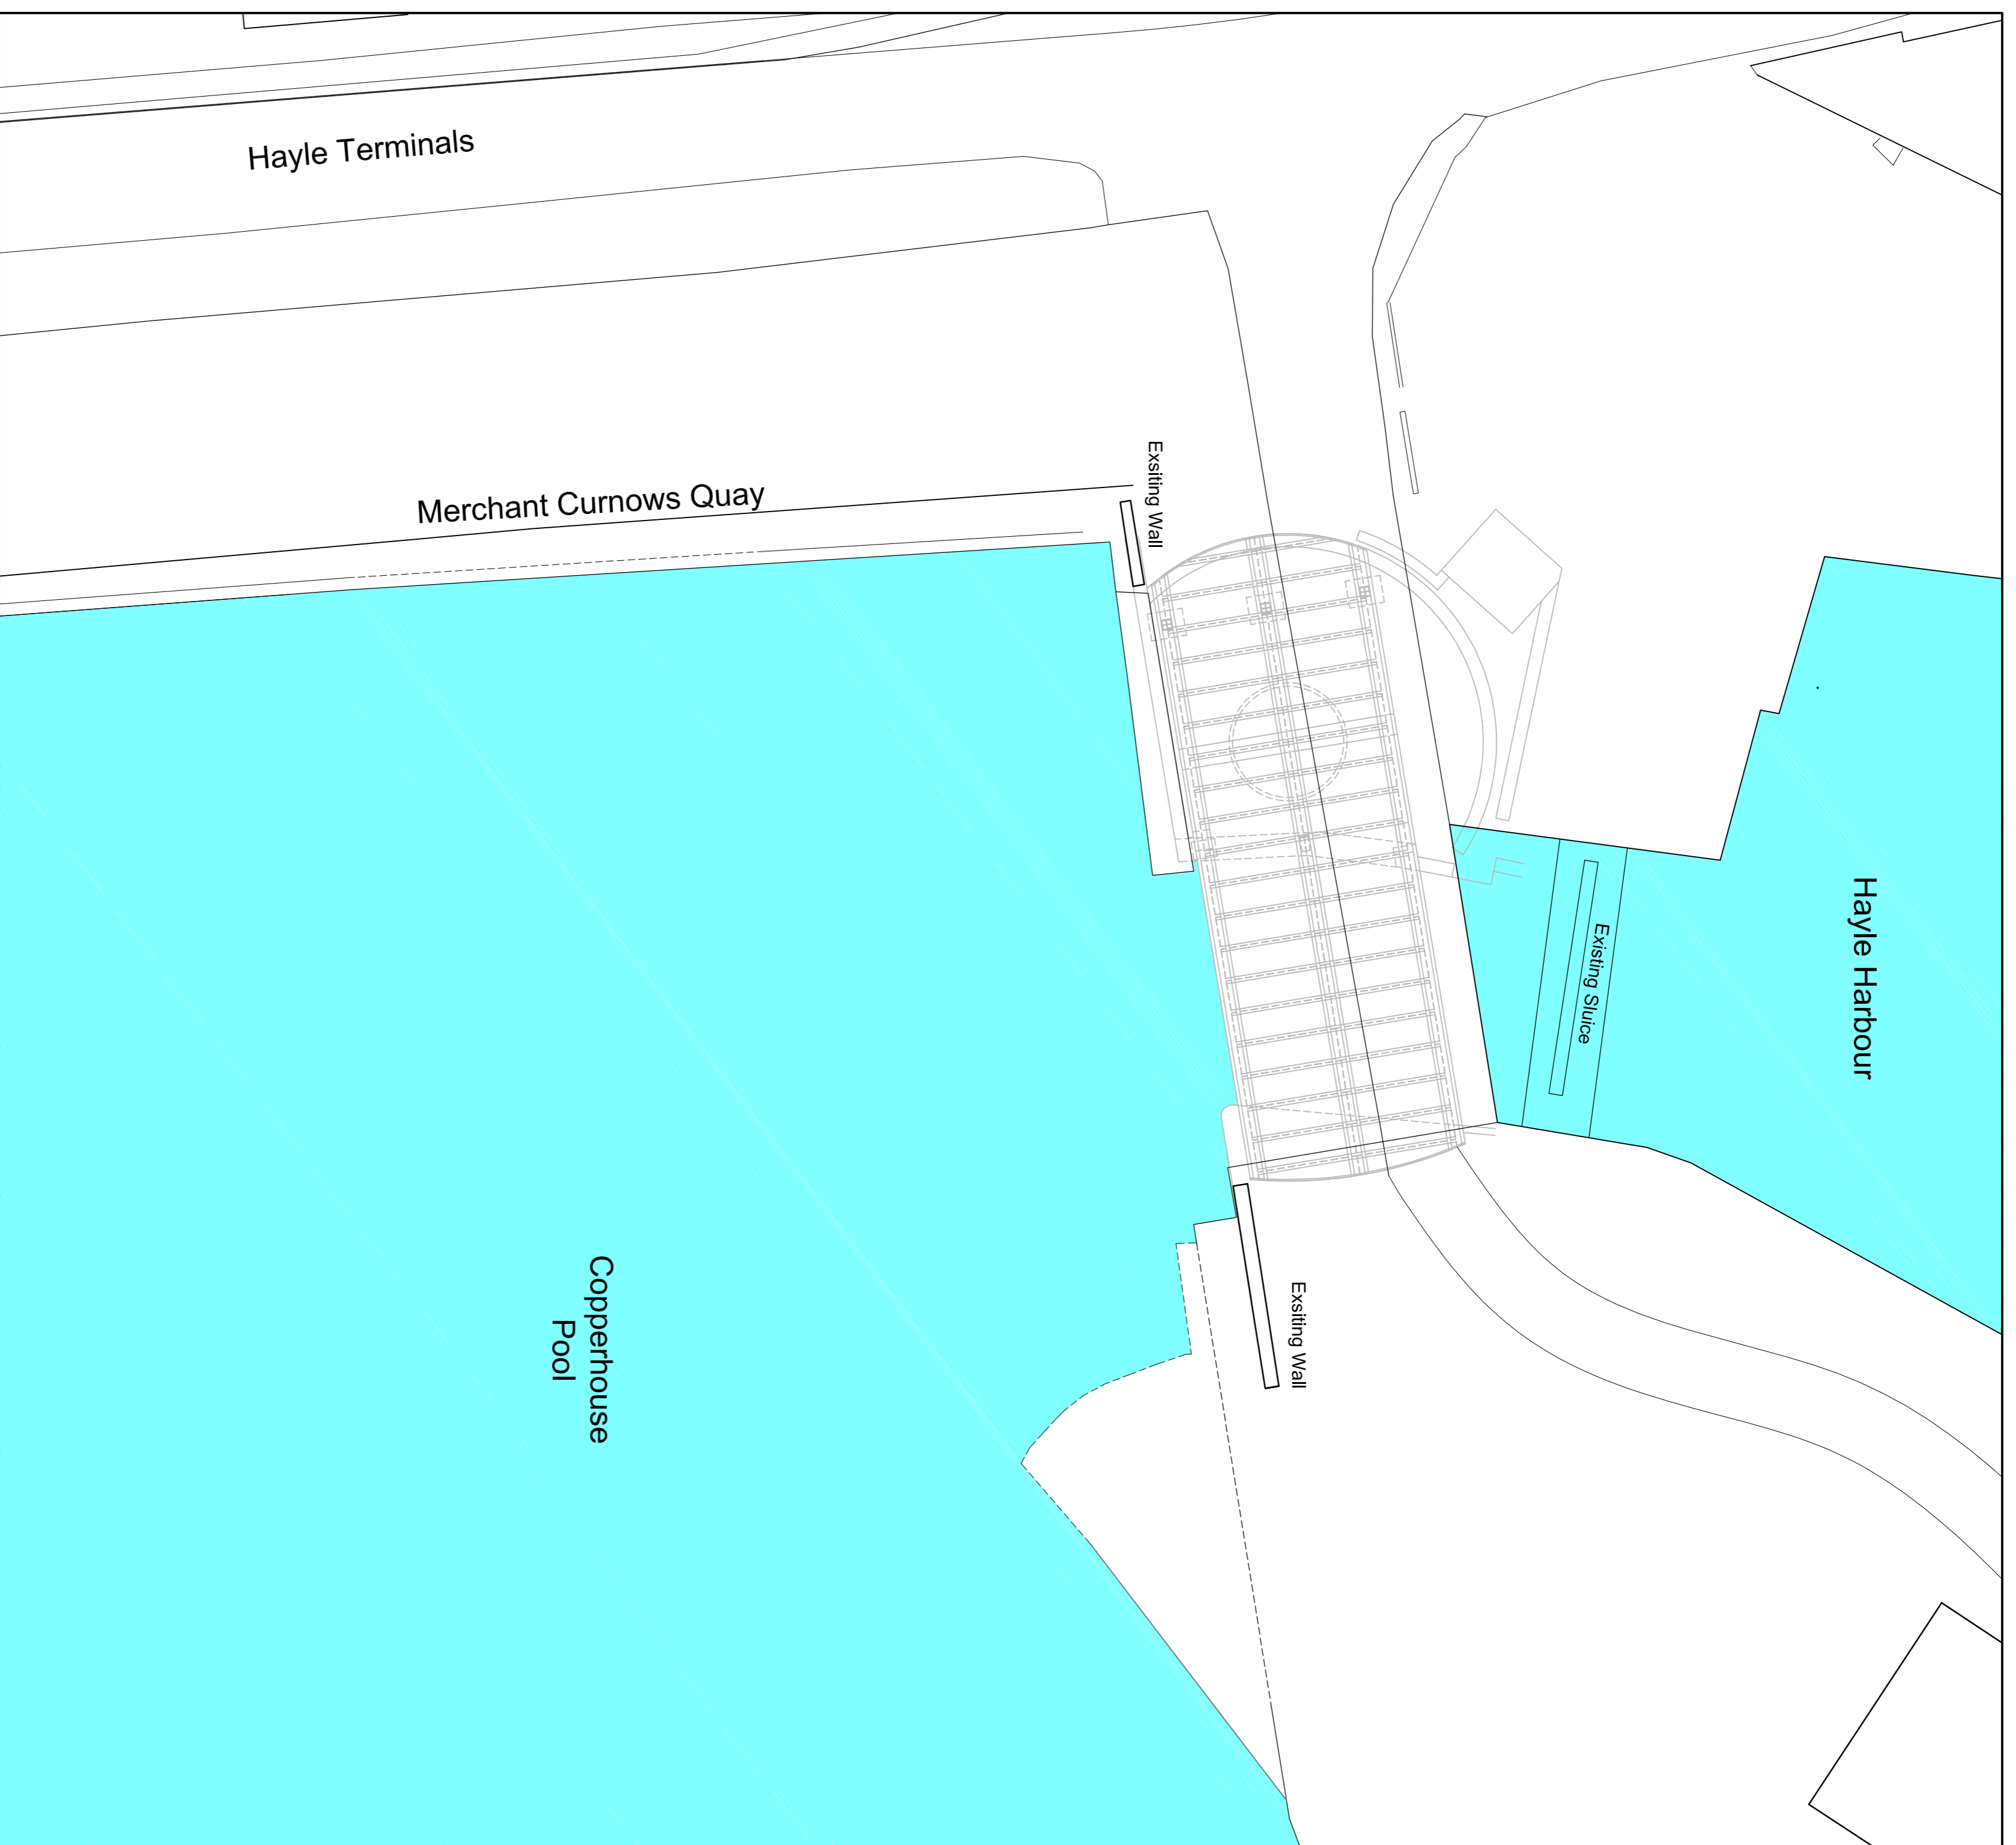 Hayle Terminals
Merchant Curnows Quay
Exsiting Wall
Hayle Harbour
Existing Sluice
Exsiting Wall
Copperhouse
Pool